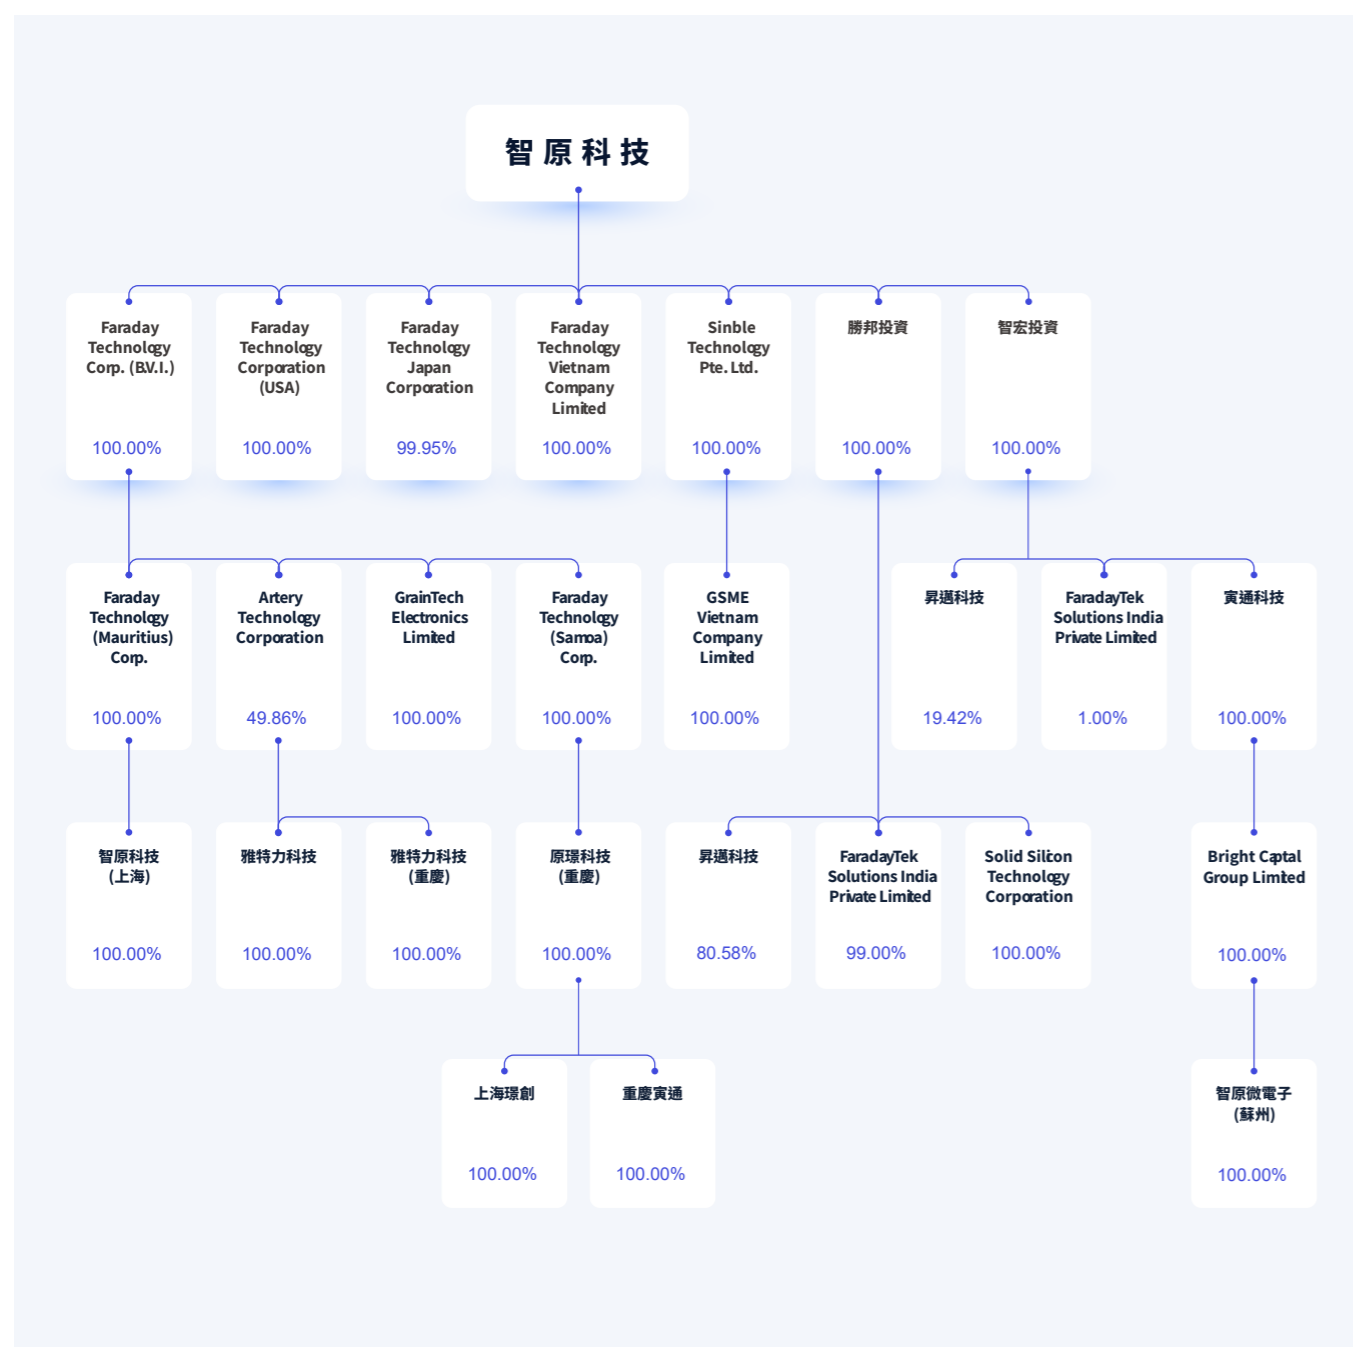 智原科技
Faraday
Technology
Corp. (B.V.I.)
100.00%
Faraday
Technology
Corporation
(USA)
100.00%
Faraday
Technology
Japan
Corporation
99.95%
Faraday
Technology
Vietnam
Company
Limited
100.00%
Sinble
Technology
Pte. Ltd.
100.00%
勝邦投資
100.00%
智宏投資
100.00%
Faraday
Technology
(Mauritius)
Corp.
100.00%
Artery
Technology
Corporation
49.86%
GrainTech
Electronics
Limited
100.00%
Faraday
Technology
(Samoa)
Corp.
100.00%
GSME
Vietnam
Company
Limited
100.00%
昇邁科技
19.42%
FaradayTek
Solutions India
Private Limited
1.00%
寅通科技
100.00%
智原科技
(上海)
100.00%
雅特力科技
100.00%
雅特力科技
(重慶)
100.00%
原璟科技
(重慶)
100.00%
昇邁科技
80.58%
FaradayTek
Solutions India
Private Limited
99.00%
Solid Silicon
Technology
Corporation
100.00%
Bright Captal
Group Limited
100.00%
上海璟創
100.00%
重慶寅通
100.00%
智原微電子
(蘇州)
100.00%